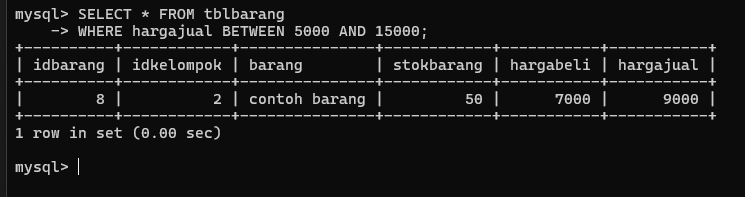 mysql> SELECT * FROM tblbarang
    -> WHERE hargajual BETWEEN 5000 AND 15000;
+----------+------------+---------------+------------+-----------+-----------+
| idbarang | idkelompok | barang        | stokbarang | hargabeli | hargajual |
+----------+------------+---------------+------------+-----------+-----------+
|        8 |          2 | contoh barang |         50 |      7000 |      9000 |
+----------+------------+---------------+------------+-----------+-----------+
1 row in set (0.00 sec)
mysql>